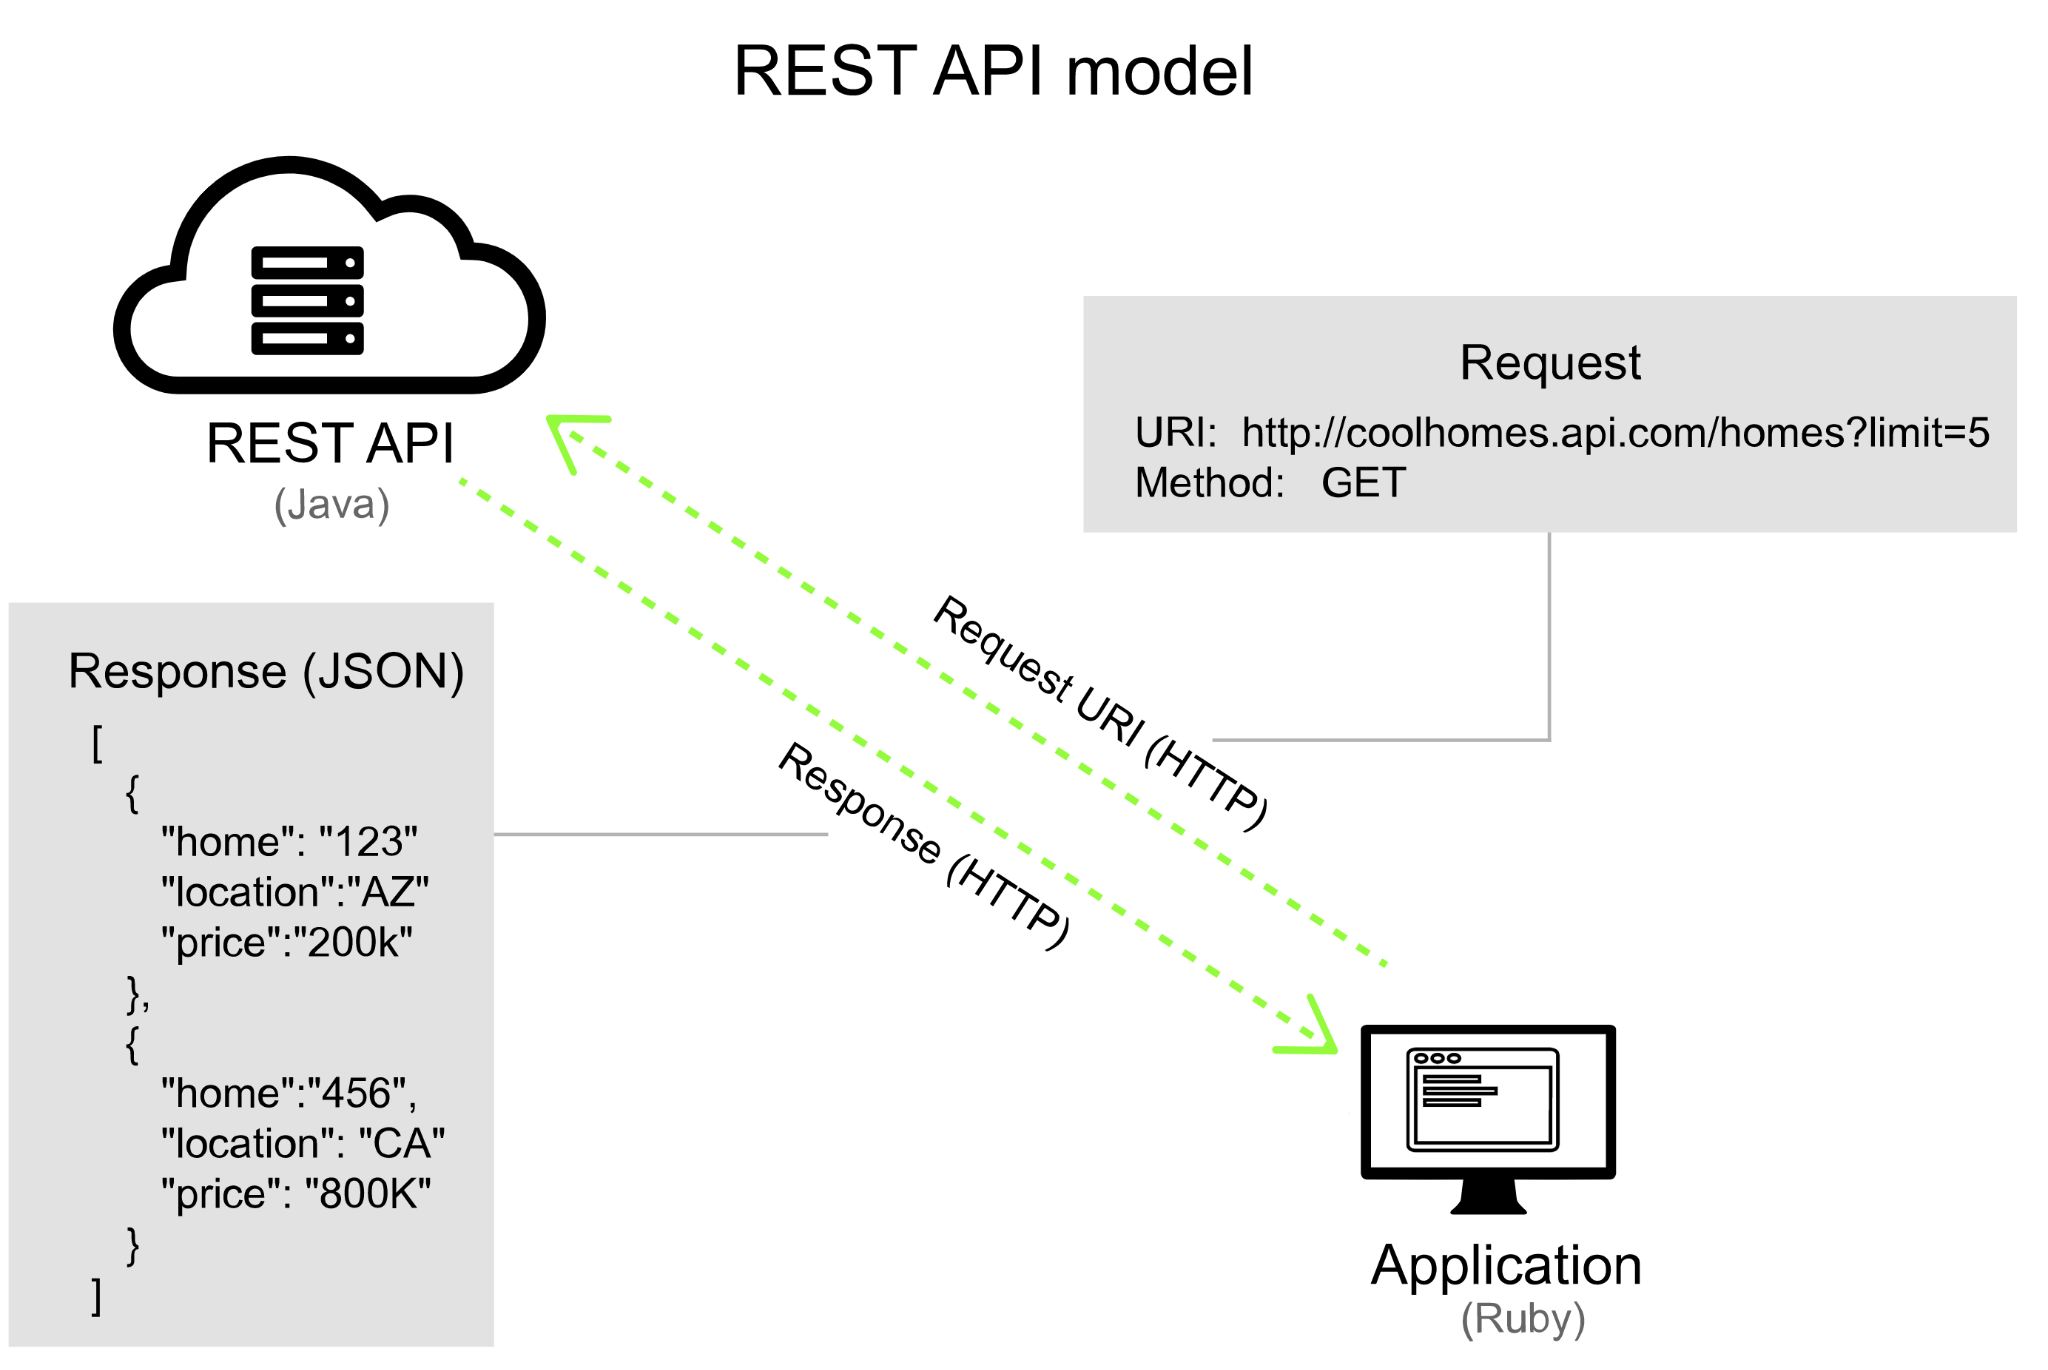 REST API model
REST API
(Java)
Request
URI:  http://coolhomes.api.com/homes?limit=5
Method:   GET
Request URI (HTTP)
Response (HTTP)
Response (JSON)
[
{
"home": "123"
"location":"AZ"
"price":"200k"
},
{
"home":"456",
"location": "CA"
"price": "800K"
}
]
Application
(Ruby)